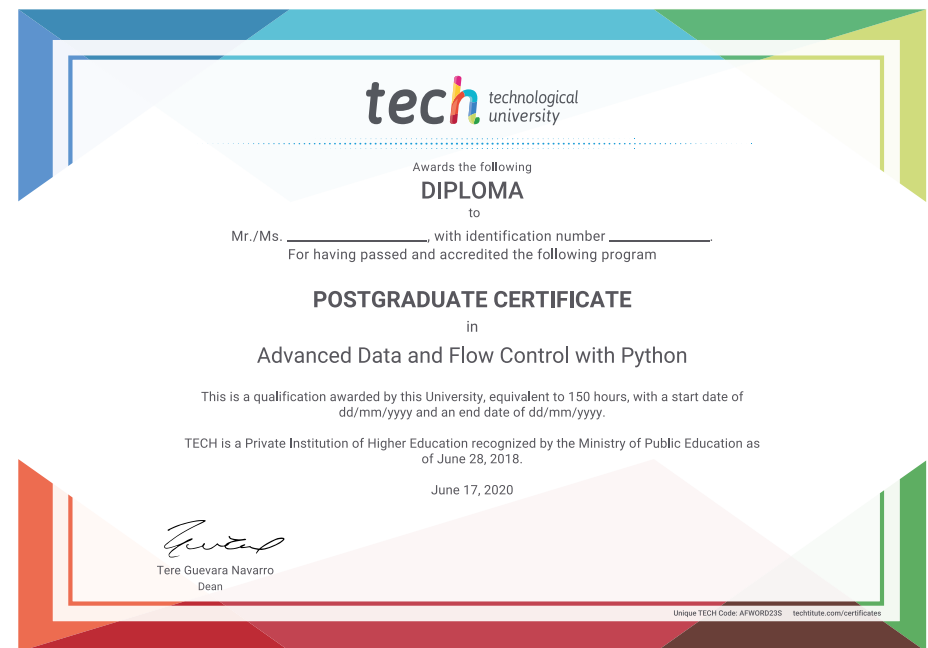 tech technological
university
Awards the following
DIPLOMA
to
Mr./Ms. ____________________, with identification number ______________.
For having passed and accredited the following program
POSTGRADUATE CERTIFICATE
in
Advanced Data and Flow Control with Python
This is a qualification awarded by this University, equivalent to 150 hours, with a start date of
dd/mm/yyyy and an end date of dd/mm/yyyy.
TECH is a Private Institution of Higher Education recognized by the Ministry of Public Education as
of June 28, 2018.
June 17, 2020
Tere Guevara Navarro
Dean
Unique TECH Code: AFWORD23S techtitute.com/certificates